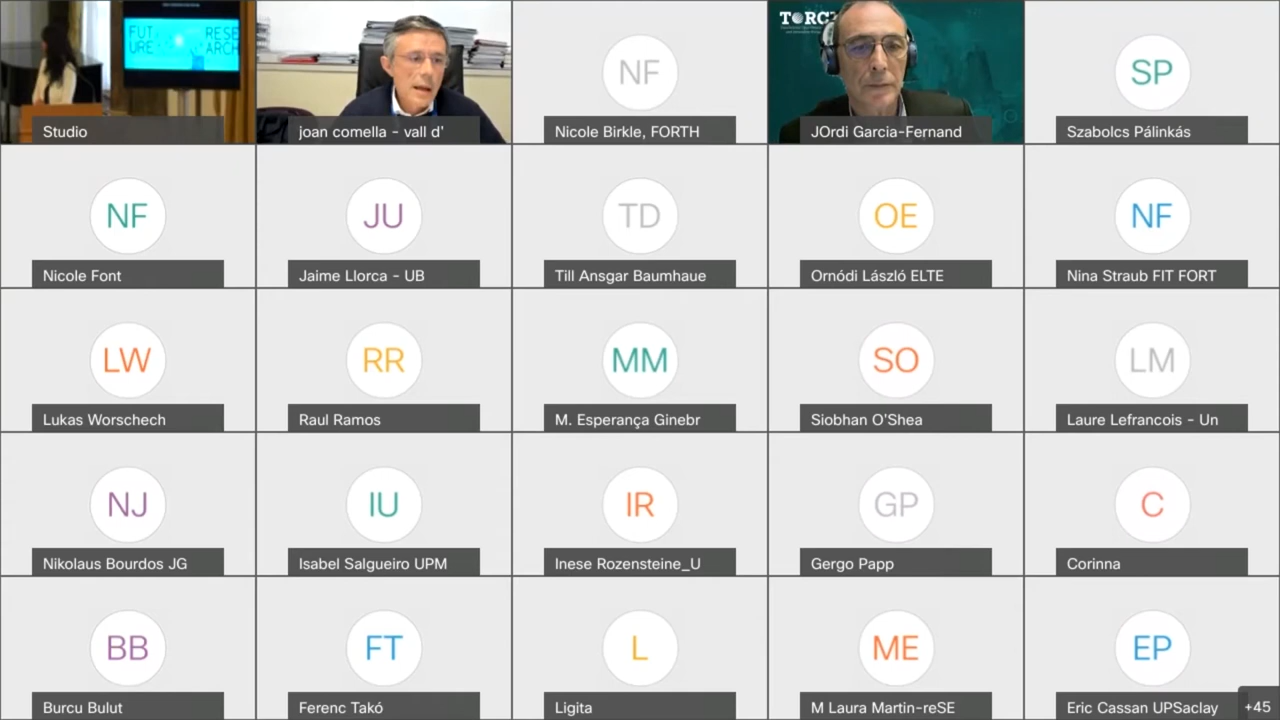 FUT RESE
URE ARCH
Studio
joan comella - vall d'
NF
Nicole Birkle, FORTH
TORCH
JOrdi Garcia-Fernand
SP
Szabolcs Pálinkás
NF
Nicole Font
JU
Jaime Llorca - UB
TD
Till Ansgar Baumhaue
OE
Ornódi László ELTE
NF
Nina Straub FIT FORT
LW
Lukas Worschech
RR
Raul Ramos
MM
M. Esperança Ginebr
SO
Siobhan O'Shea
LM
Laure Lefrancois - Un
NJ
Nikolaus Bourdos JG
IU
Isabel Salgueiro UPM
IR
Inese Rozensteine_U
GP
Gergo Papp
C
Corinna
BB
Burcu Bulut
FT
Ferenc Takó
L
Ligita
ME
M Laura Martin-reSE
EP
Eric Cassan UPSaclay
+45